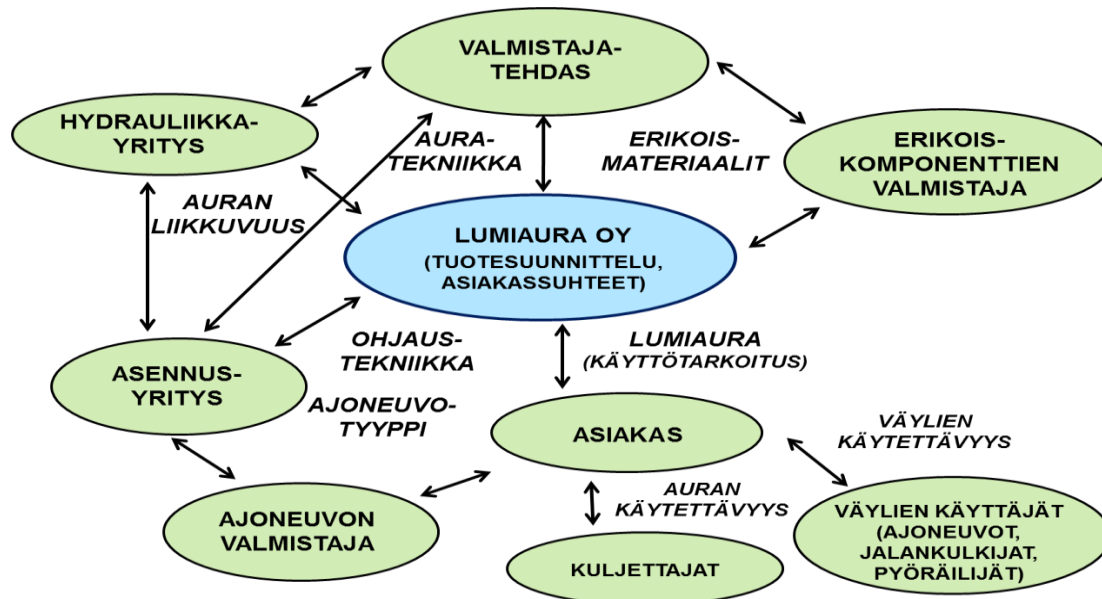 VALMISTAJA-
TEHDAS
HYDRAULIIKKA-
YRITYS
AURA-
TEKNIIKKA
ERIKOIS-
MATERIAALIT
ERIKOIS-
KOMPONENTTIEN
VALMISTAJA
AURAN
LIIKKUVUUS
LUMIAURA OY
(TUOTESUUNNITTELU,
ASIAKASSUHTEET)
OHJAUS-
TEKNIIKKA
LUMIAURA
(KÄYTTÖTARKOITUS)
ASENNUS-
YRITYS
AJONEUVO-
TYYPPI
ASIAKAS
VÄYLIEN
KÄYTETTÄVYYS
AURAN
KÄYTETTÄVYYS
AJONEUVON
VALMISTAJA
KULJETTAJAT
VÄYLIEN KÄYTTÄJÄT
(AJONEUVOT,
JALANKULKIJAT,
PYÖRÄILIJÄT)